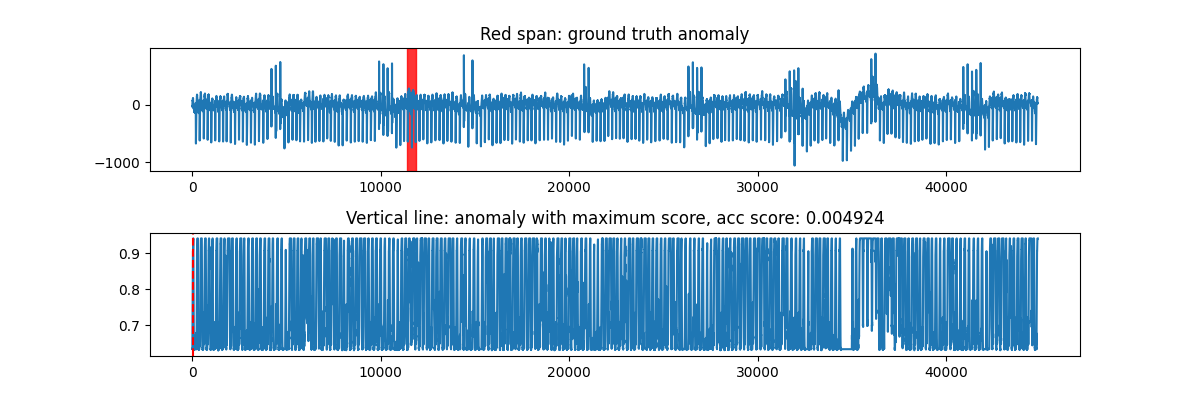 Red span: ground truth anomaly
0
−1000
0 10000 20000 30000 40000
Vertical line: anomaly with maximum score, acc score: 0.004924
0.9
0.8
0.7
0 10000 20000 30000 40000